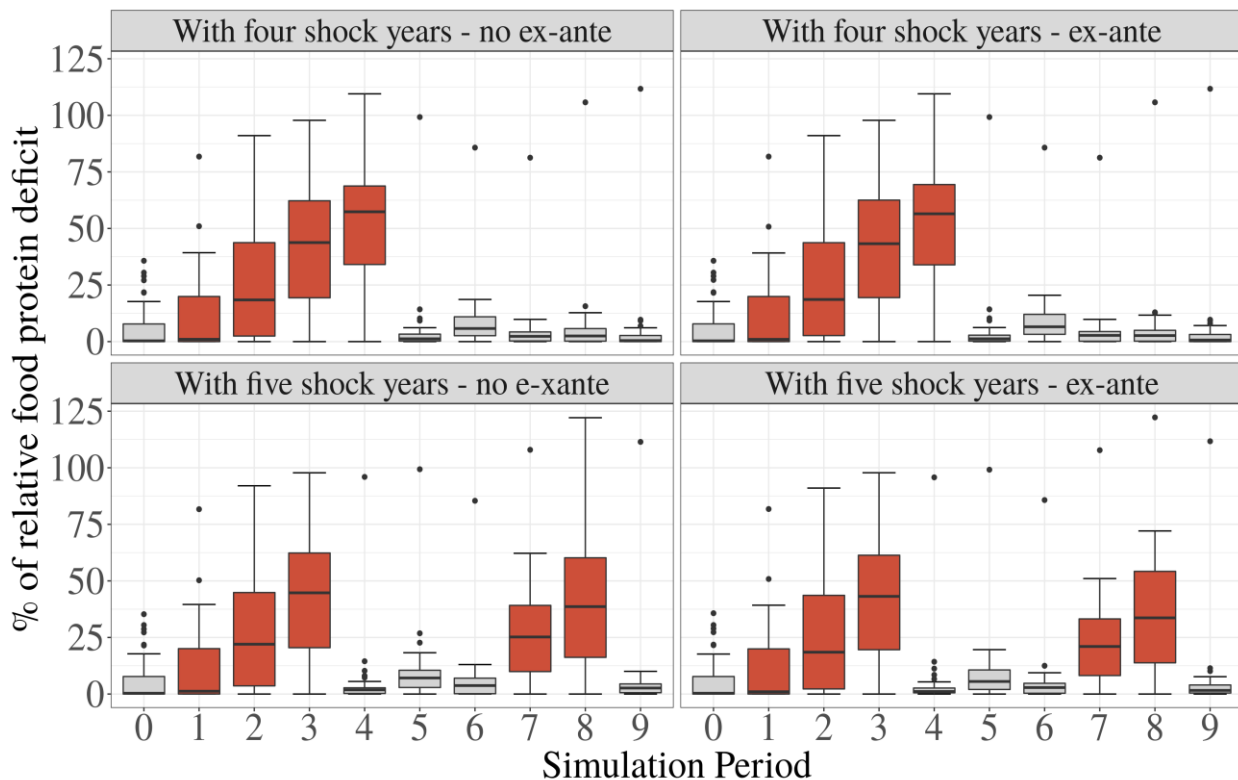 With four shock years - no ex-ante
With four shock years - ex-ante
125
100
75
50
25
0
With five shock years - no e-xante
With five shock years - ex-ante
125
100
75
50
25
0
% of relative food protein deficit
0 1 2 3 4 5 6 7 8 9
0 1 2 3 4 5 6 7 8 9
Simulation Period